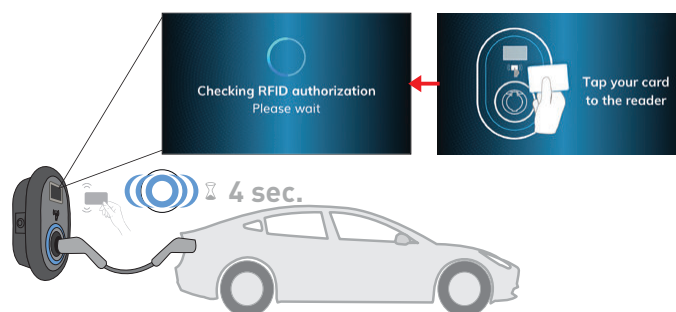 Checking RFID authorization
Please wait
Tap your card
to the reader
4 sec.